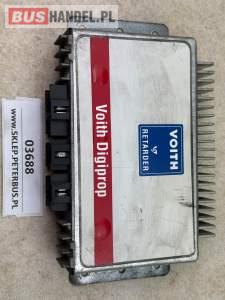 BUSHANDEL.PL
VOITH
RETARDER
Voith Digiprop
03688
WWW.SKLEP.PETERBUS.PL